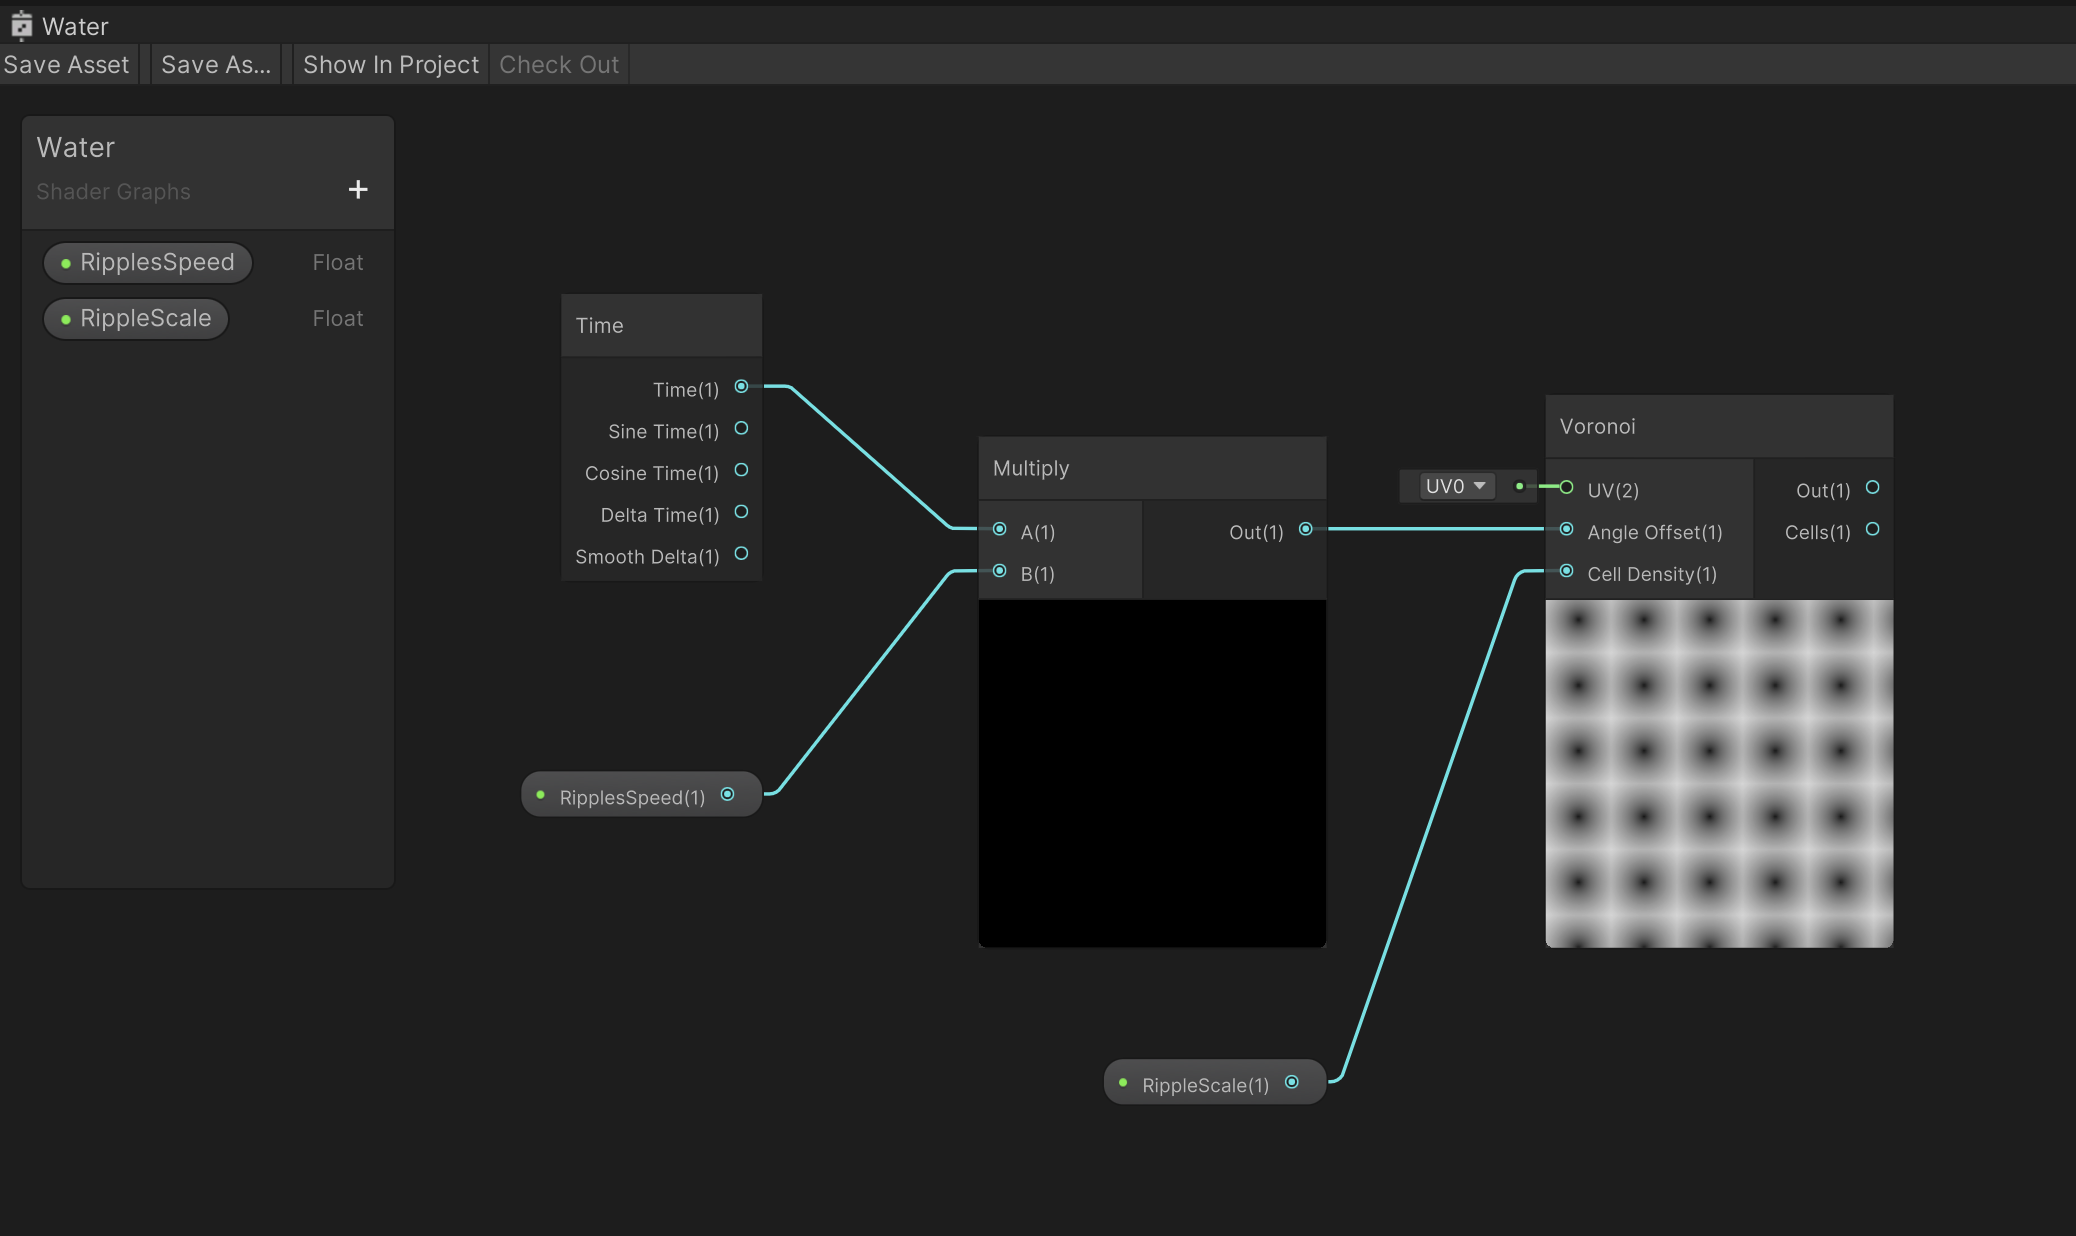 Water
Save Asset
Save As...
Show In Project
Check Out
Water
Shader Graphs
+
RipplesSpeed
Float
RippleScale
Float
Time
Time(1)
Sine Time(1)
Cosine Time(1)
Delta Time(1)
Smooth Delta(1)
RipplesSpeed(1)
Multiply
A(1)
Out(1)
B(1)
RippleScale(1)
UV0
Voronoi
UV(2)
Out(1)
Angle Offset(1)
Cells(1)
Cell Density(1)